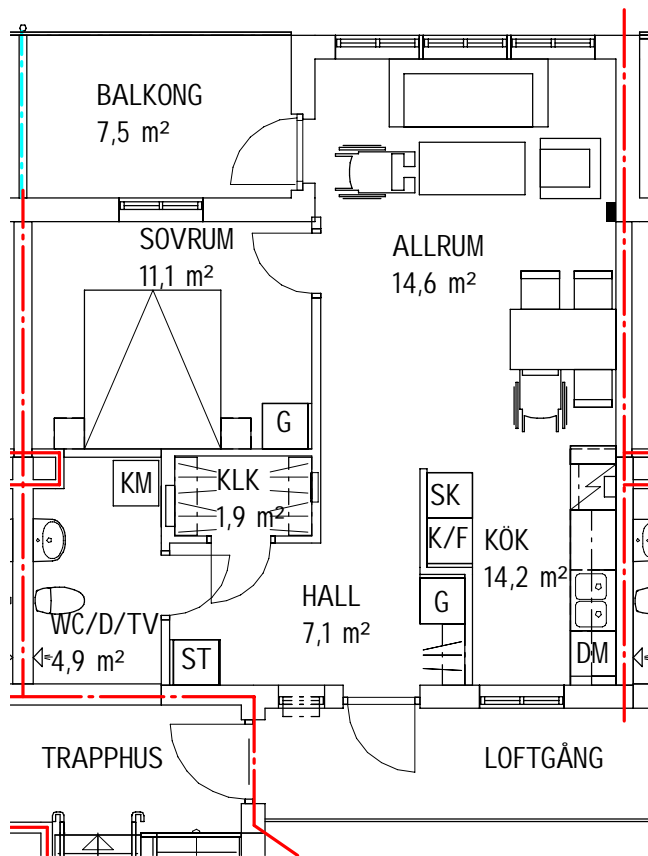 BALKONG
7,5 m²
SOVRUM
11,1 m²
ALLRUM
14,6 m²
G
KM
KLK
1,9 m²
SK
K/F
KÖK
14,2 m²
HALL
7,1 m²
G
WC/D/TV
4,9 m²
ST
DM
TRAPPHUS
LOFTGÅNG